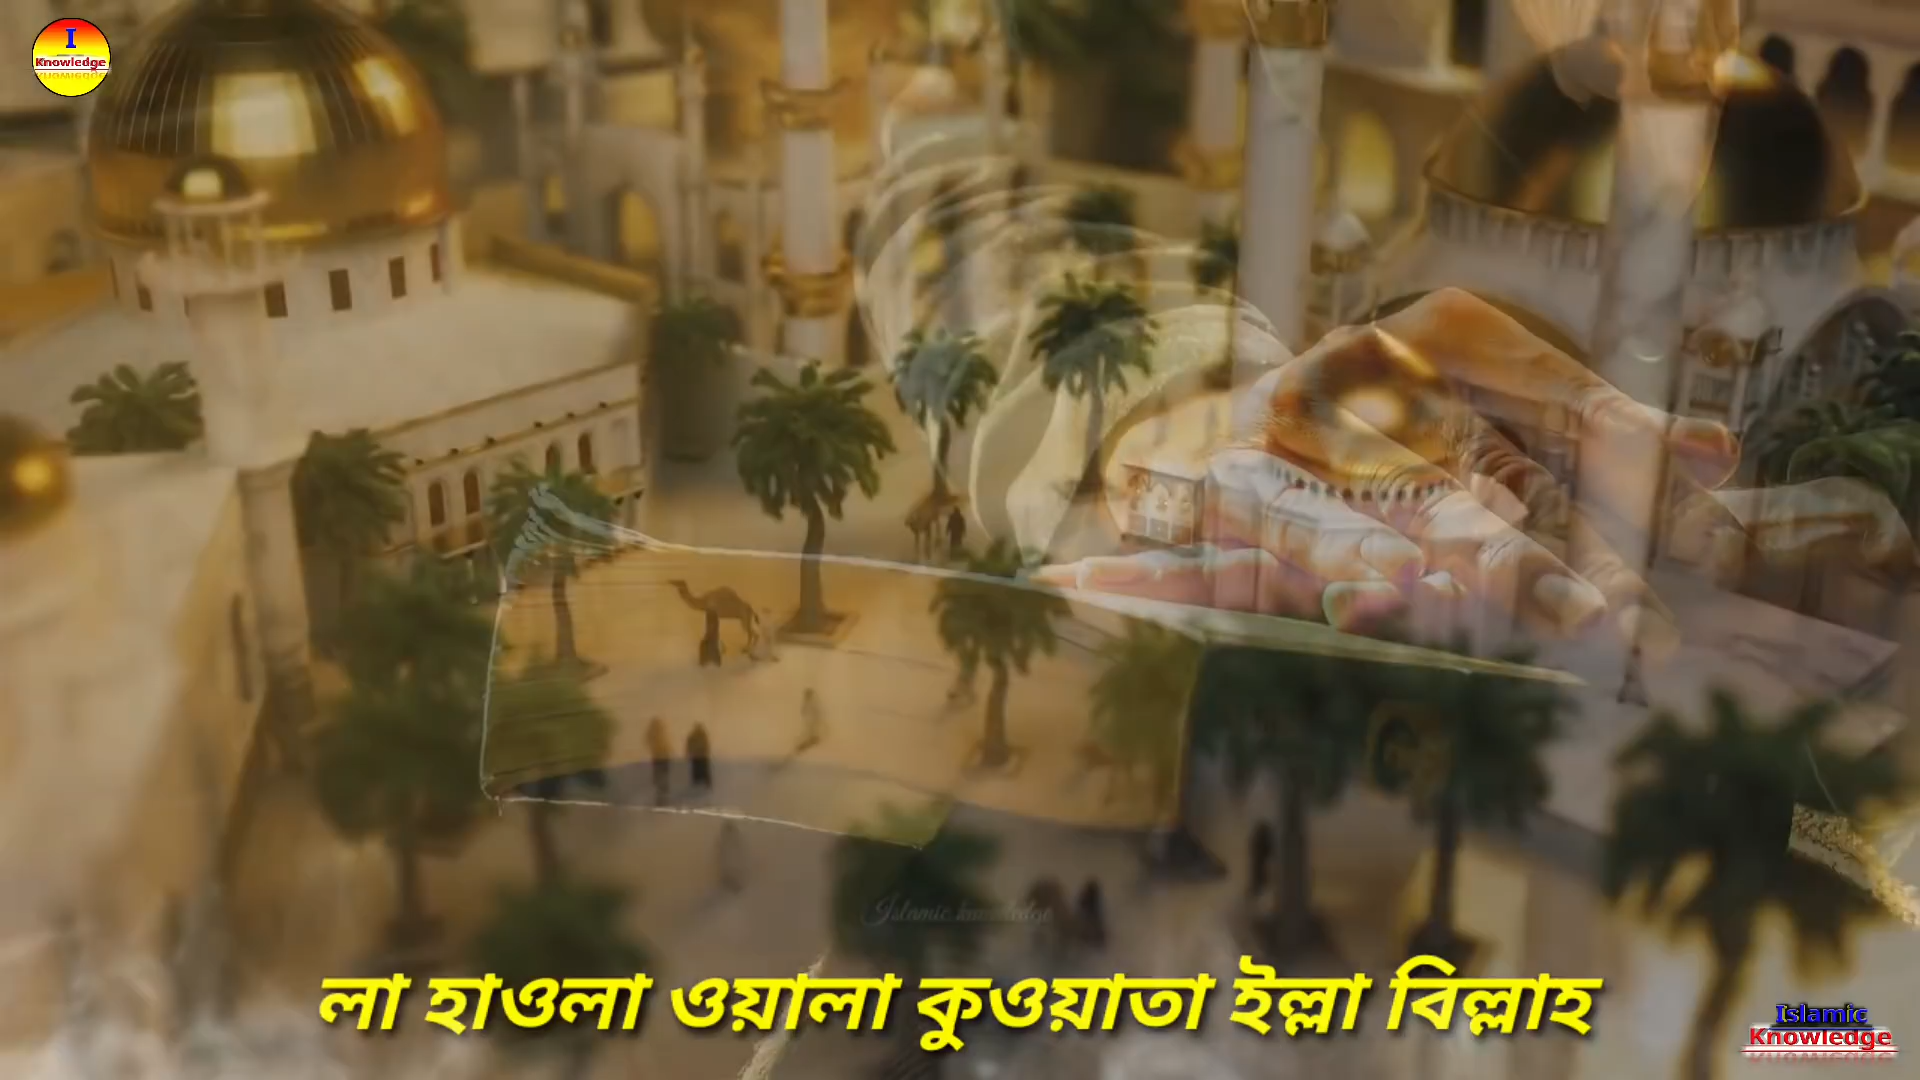 I
Knowledge
Islamic knowledge
লা হাওলা ওয়ালা কুওয়াতা ইল্লা বিল্লাহ
Islamic
Knowledge